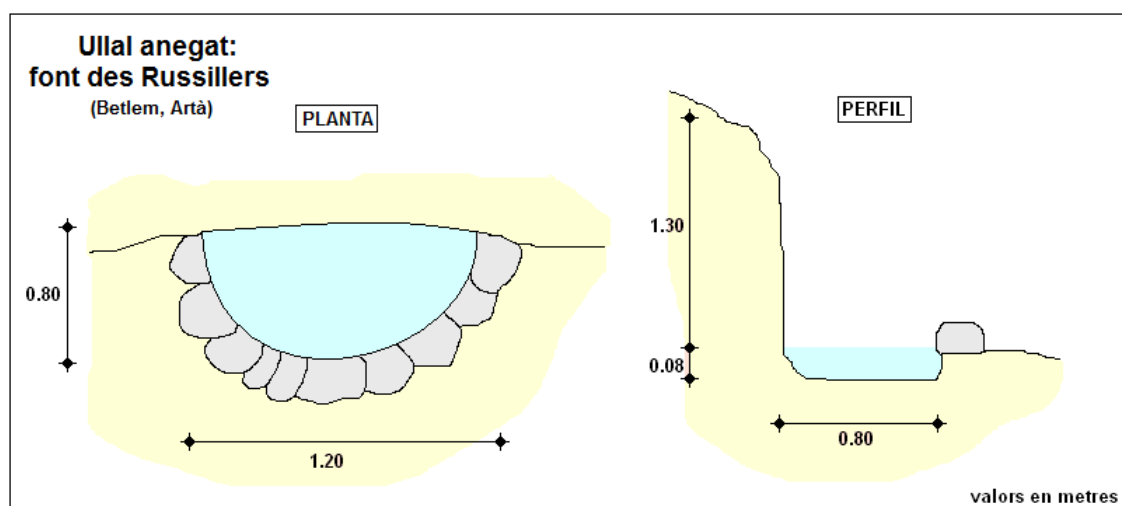 Ullal anegat:
font des Russillers
(Betlem, Artà)
PLANTA
0.80
1.20
PERFIL
1.30
0.08
0.80
valors en metres